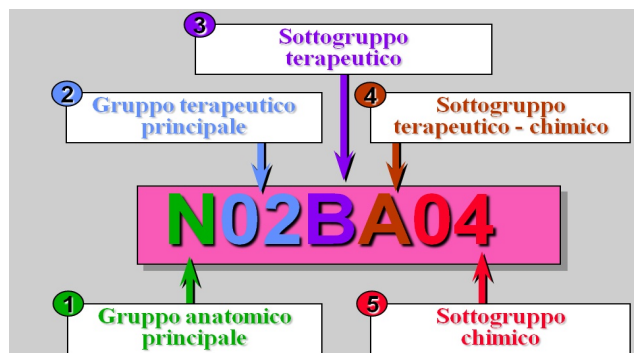 3
Sottogruppo
terapeutico
2
Gruppo terapeutico
principale
4
Sottogruppo
terapeutico - chimico
N02BA04
1
Gruppo anatomico
principale
5
Sottogruppo
chimico